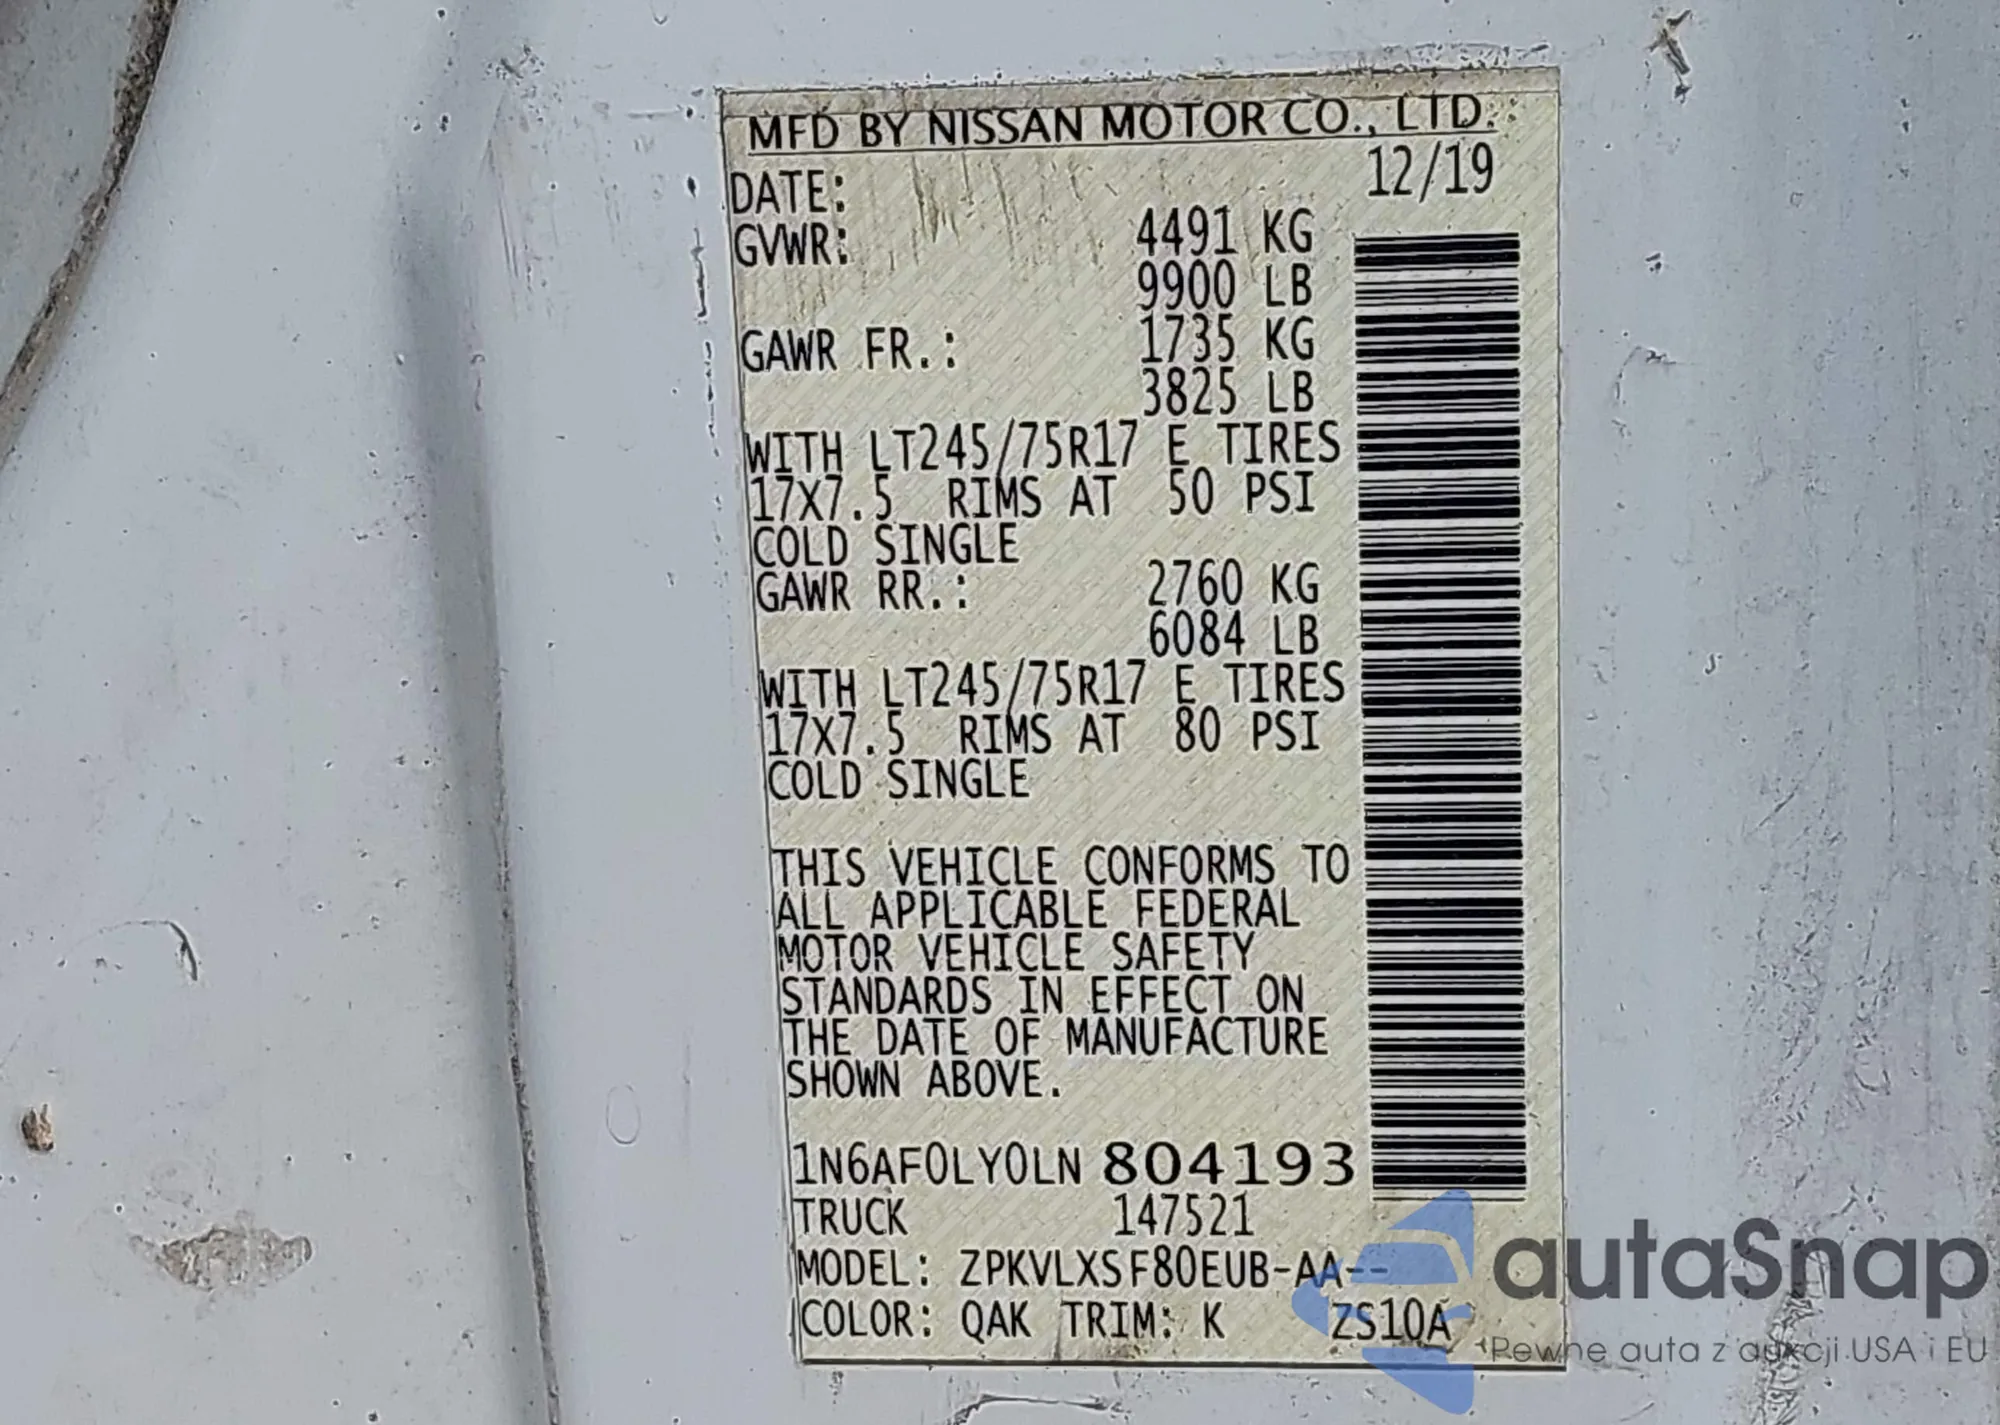 MFD BY NISSAN MOTOR CO., LTD.
DATE: 12/19
GVWR: 4491 KG
9900 LB
GAWR FR.: 1735 KG
3825 LB
WITH LT245/75R17 E TIRES
17X7.5 RIMS AT 50 PSI
COLD SINGLE
GAWR RR.: 2760 KG
6084 LB
WITH LT245/75R17 E TIRES
17X7.5 RIMS AT 80 PSI
COLD SINGLE
THIS VEHICLE CONFORMS TO
ALL APPLICABLE FEDERAL
MOTOR VEHICLE SAFETY
STANDARDS IN EFFECT ON
THE DATE OF MANUFACTURE
SHOWN ABOVE.
1N6AF0LY0LN 804193
TRUCK 147521
MODEL: ZPKVLXSF80EUB-AA--
COLOR: QAK TRIM: K ZS10A
autaSnap
Pewne auta z aukcji USA i EU